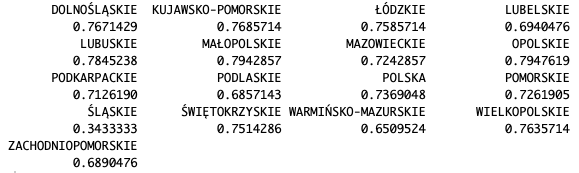 DOLNOŚLĄSKIE KUJAWSKO-POMORSKIE ŁÓDZKIE LUBELSKIE
0.7671429 0.7685714 0.7585714 0.6940476
LUBUSKIE MAŁOPOLSKIE MAZOWIECKIE OPOLSKIE
0.7845238 0.7942857 0.7242857 0.7947619
PODKARPACKIE PODLASKIE POLSKA POMORSKIE
0.7126190 0.6857143 0.7369048 0.7261905
ŚLĄSKIE ŚWIĘTOKRZYSKIE WARMIŃSKO-MAZURSKIE WIELKOPOLSKIE
0.3433333 0.7514286 0.6509524 0.7635714
ZACHODNIOPOMORSKIE
0.6890476